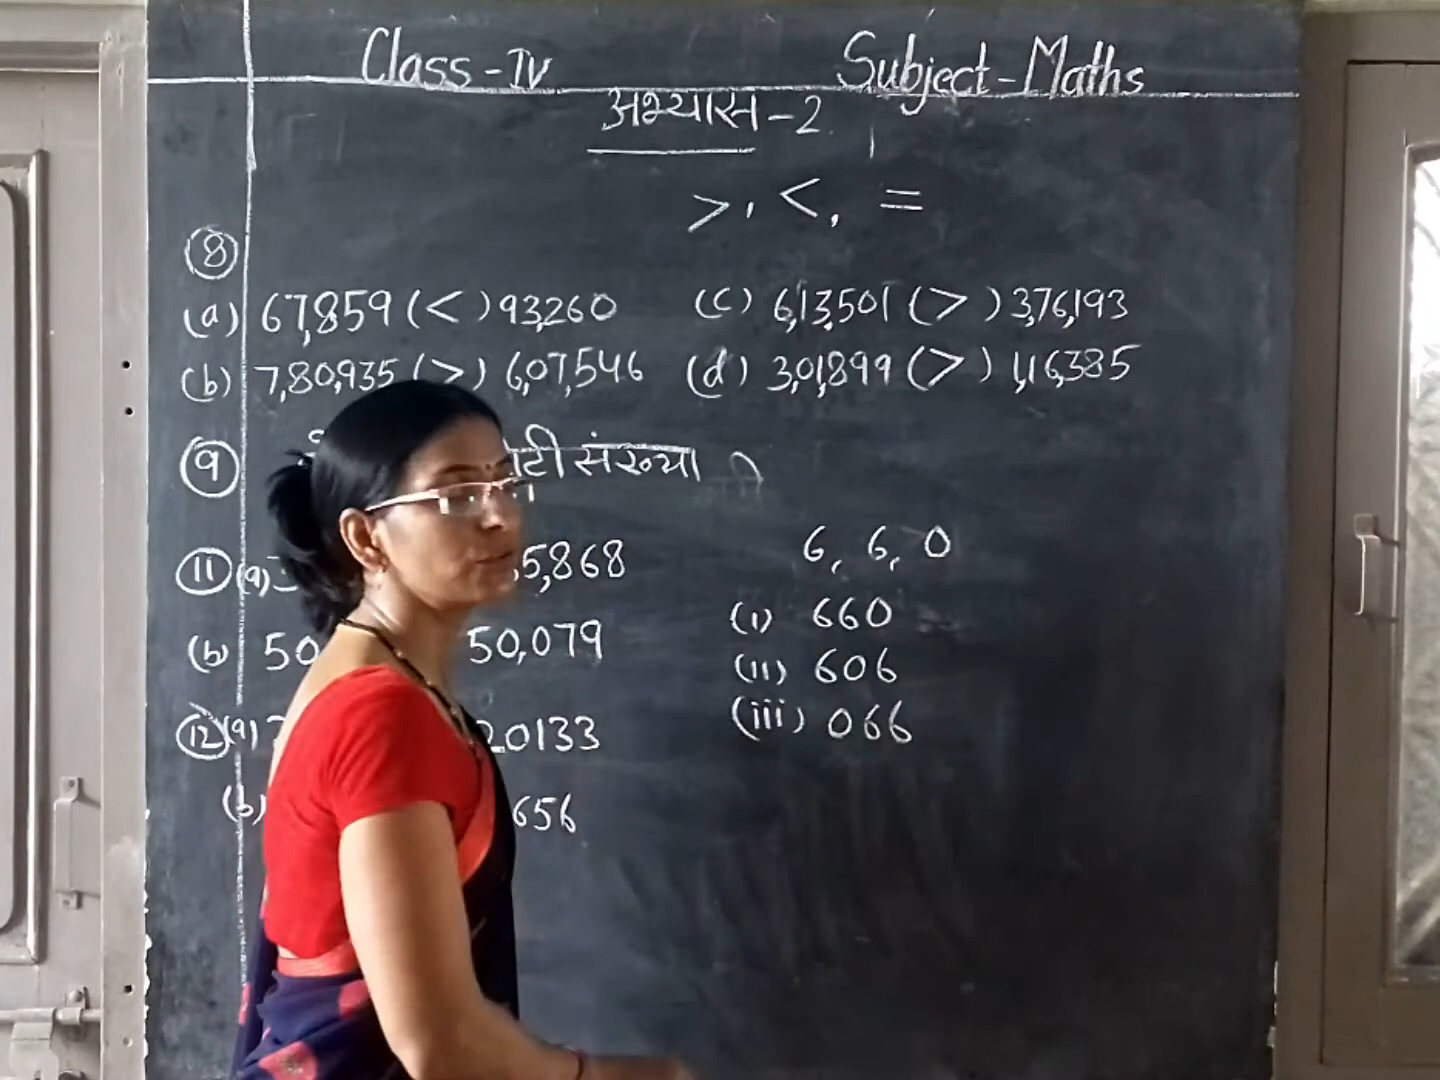 Class-IV Subject-Maths
अभ्यास-2
>, <, =
(8)
(a) 67,859 (<) 93,260 (c) 6,13,501 (>) 3,76,193
(b) 7,80,935 (>) 6,07,546 (d) 3,01,899 (>) 1,16,385
(9) संख्या
6, 6, 0
(11) (a) 5,868
(i) 660
(b) 50 50,079
(ii) 606
(iii) 066
(12) (a) 20133
(b) 656